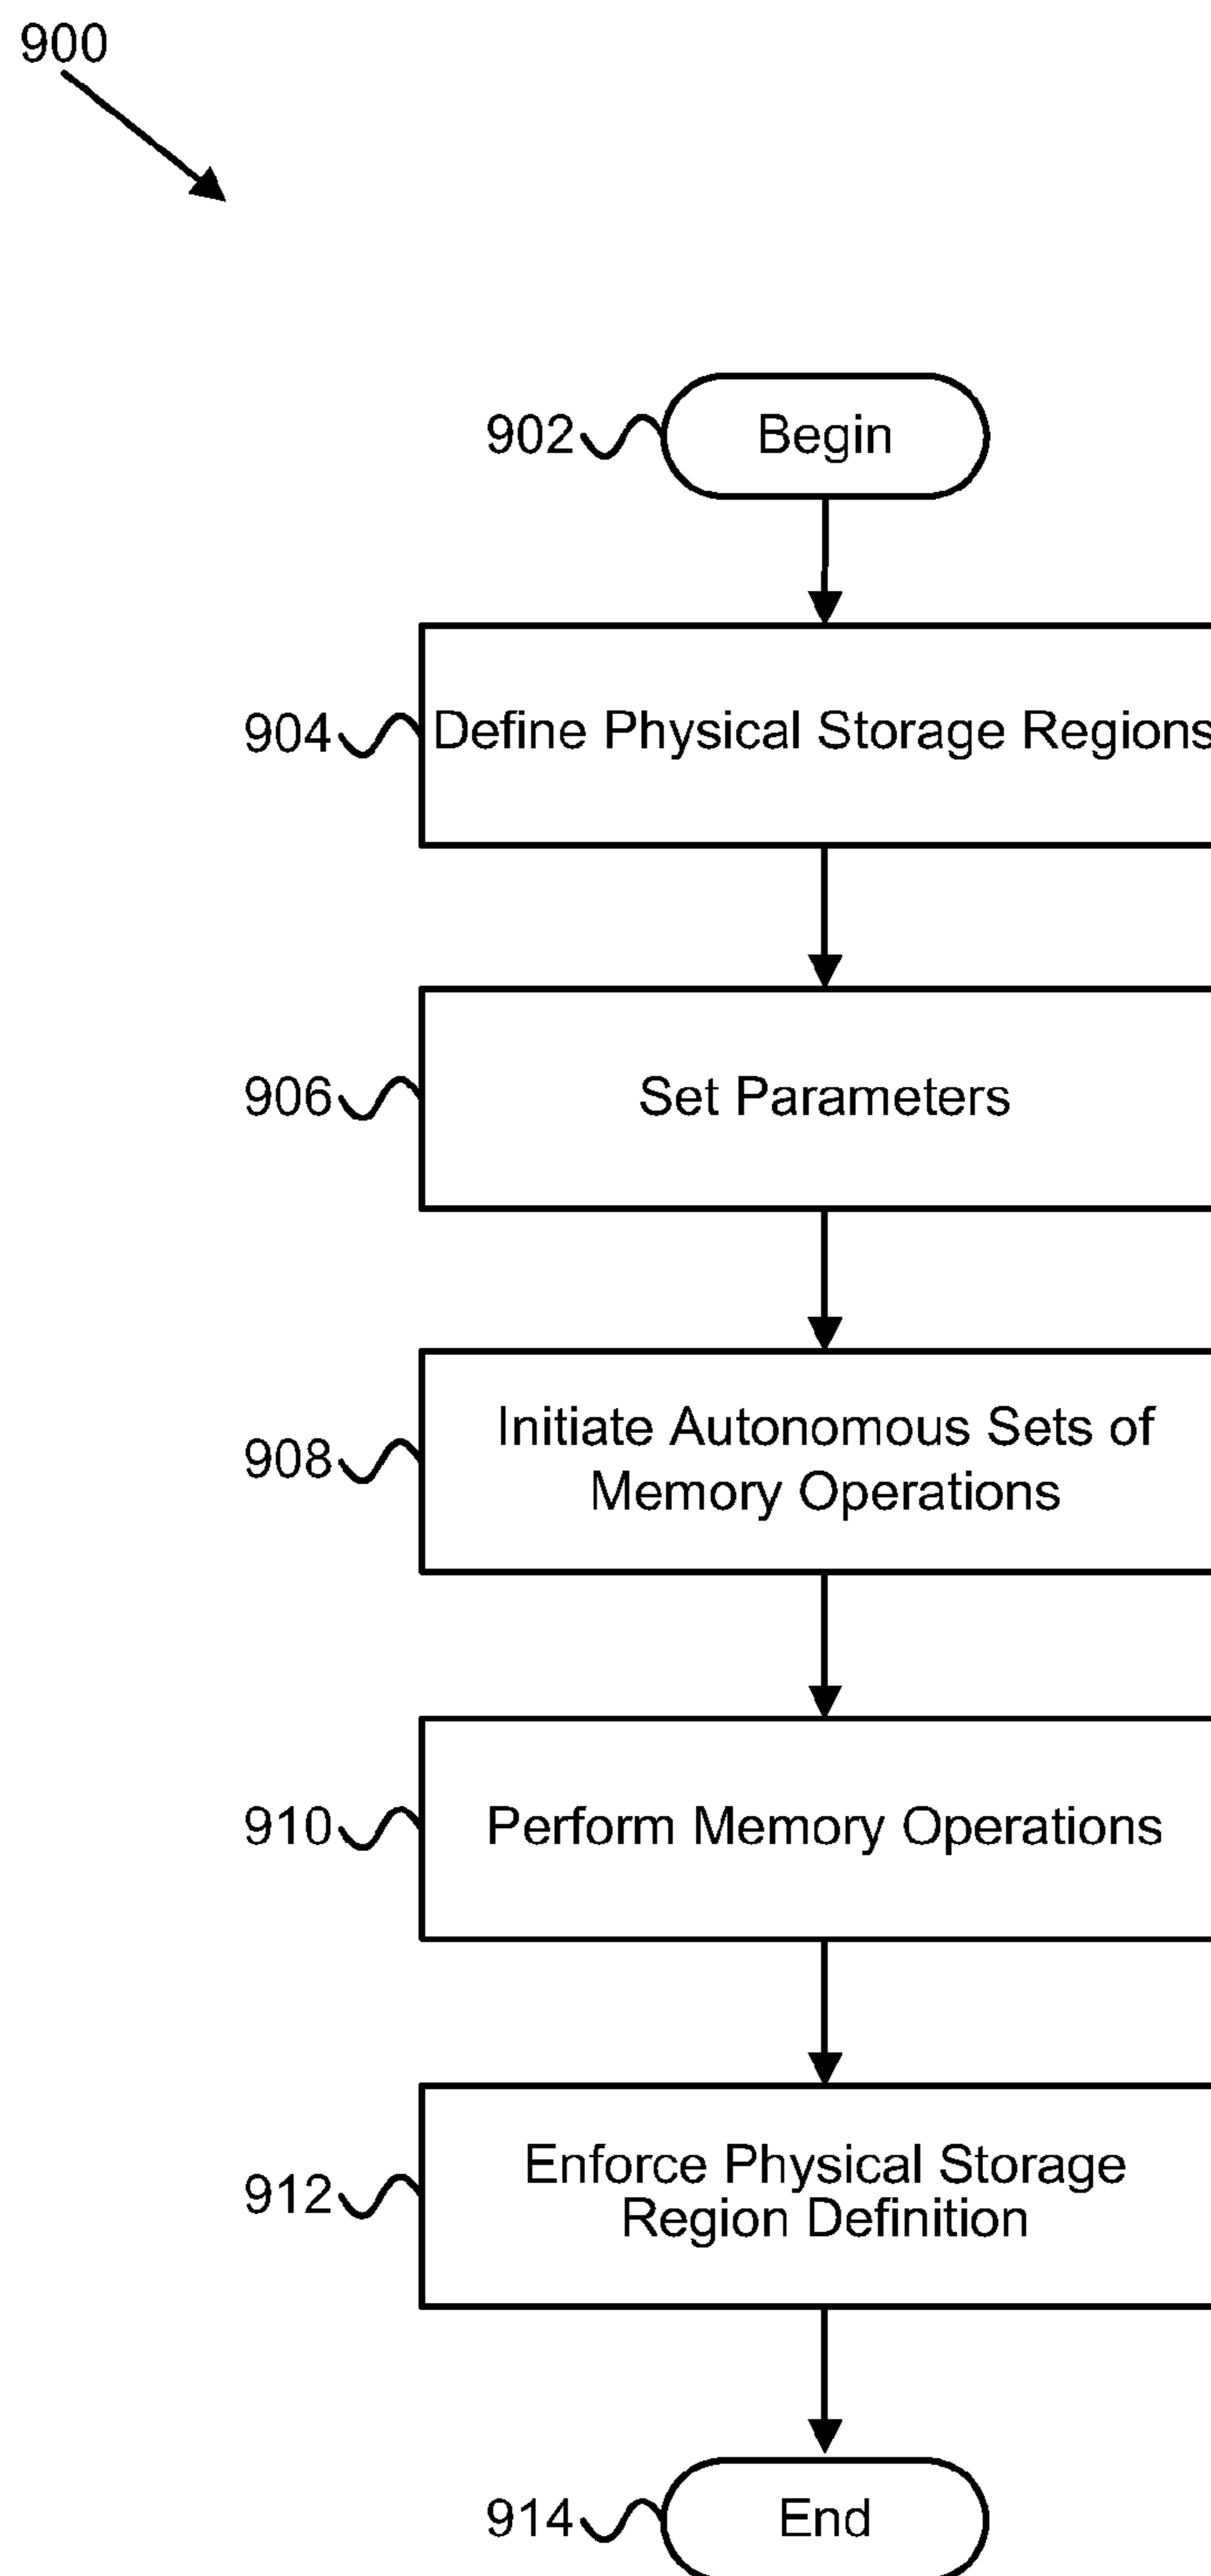 900
902 Begin
904 Define Physical Storage Regions
906 Set Parameters
908 Initiate Autonomous Sets of
Memory Operations
910 Perform Memory Operations
912 Enforce Physical Storage
Region Definition
914 End